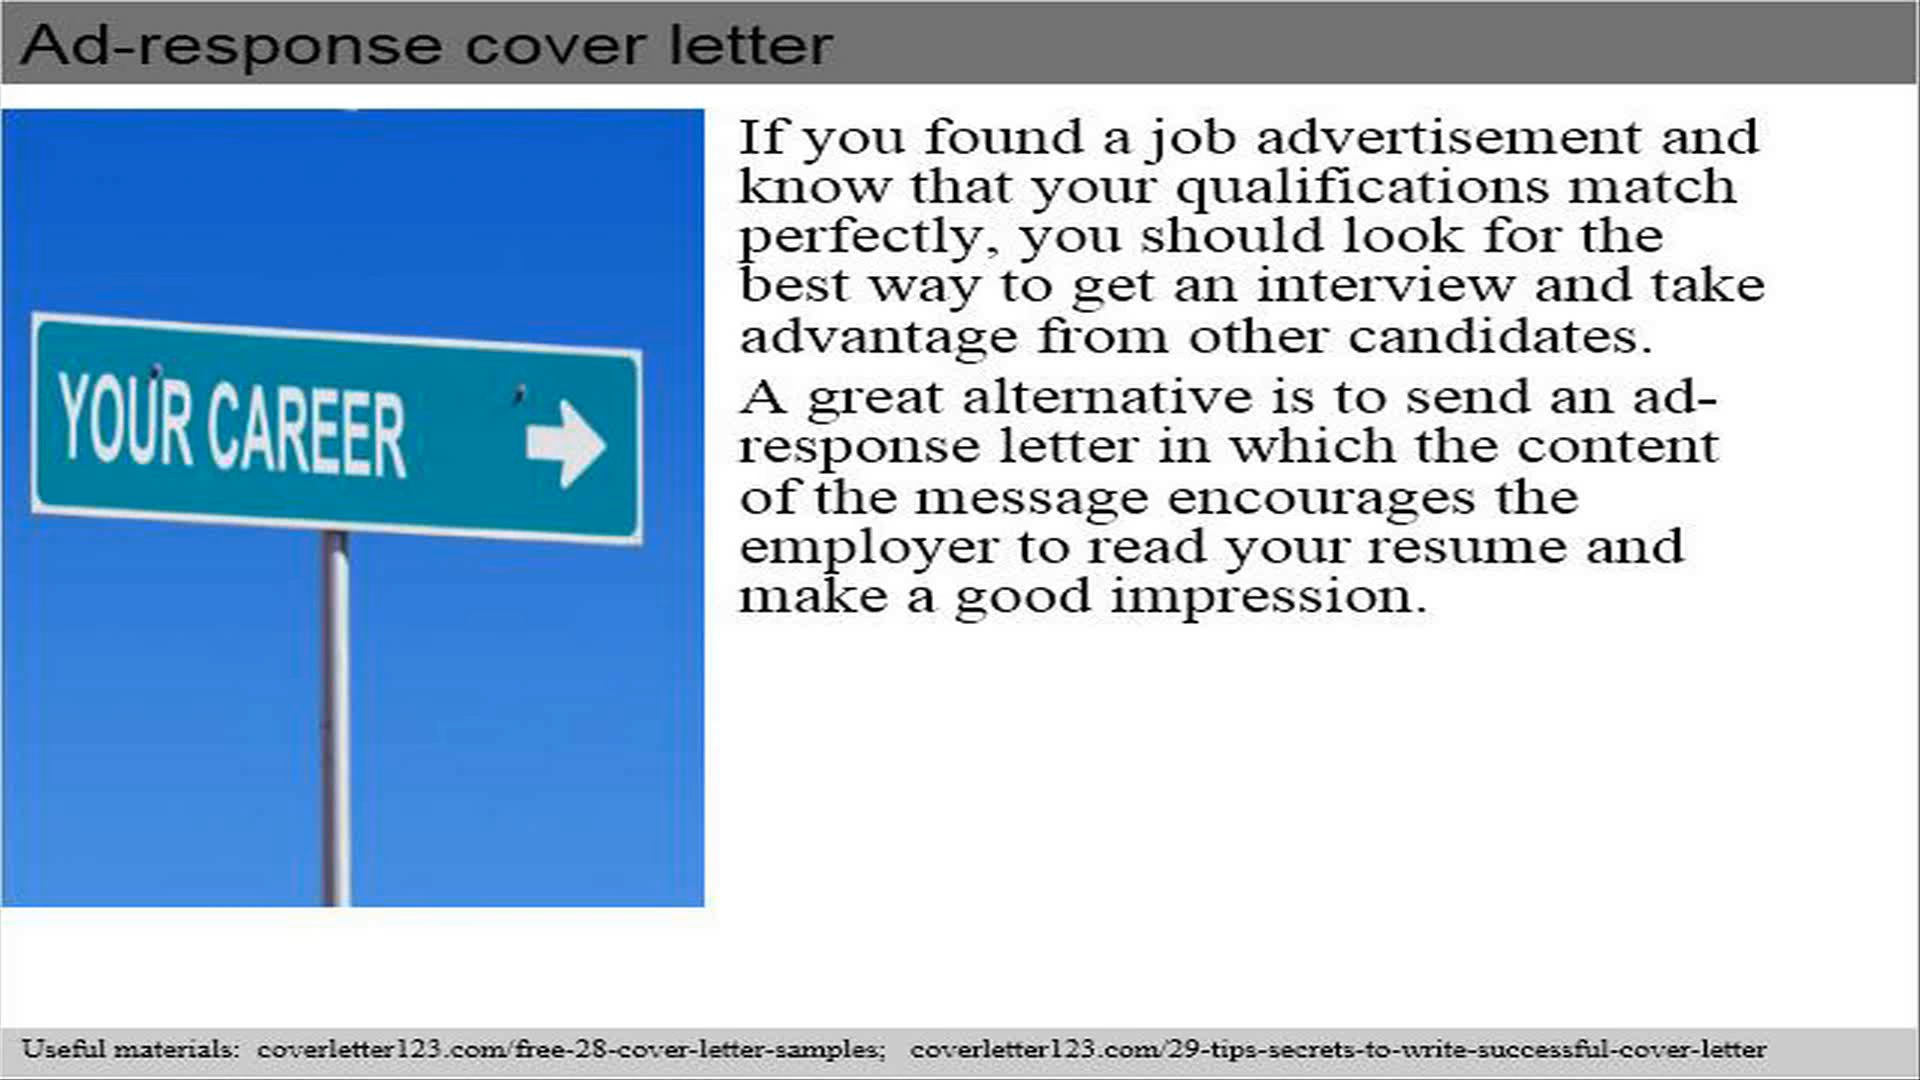 Ad-response cover letter
YOUR CAREER
If you found a job advertisement and
know that your qualifications match
perfectly, you should look for the
best way to get an interview and take
advantage from other candidates.
A great alternative is to send an ad-
response letter in which the content
of the message encourages the
employer to read your resume and
make a good impression.
Useful materials: coverletter123.com/free-28-cover-letter-samples; coverletter123.com/29-tips-secrets-to-write-successful-cover-letter